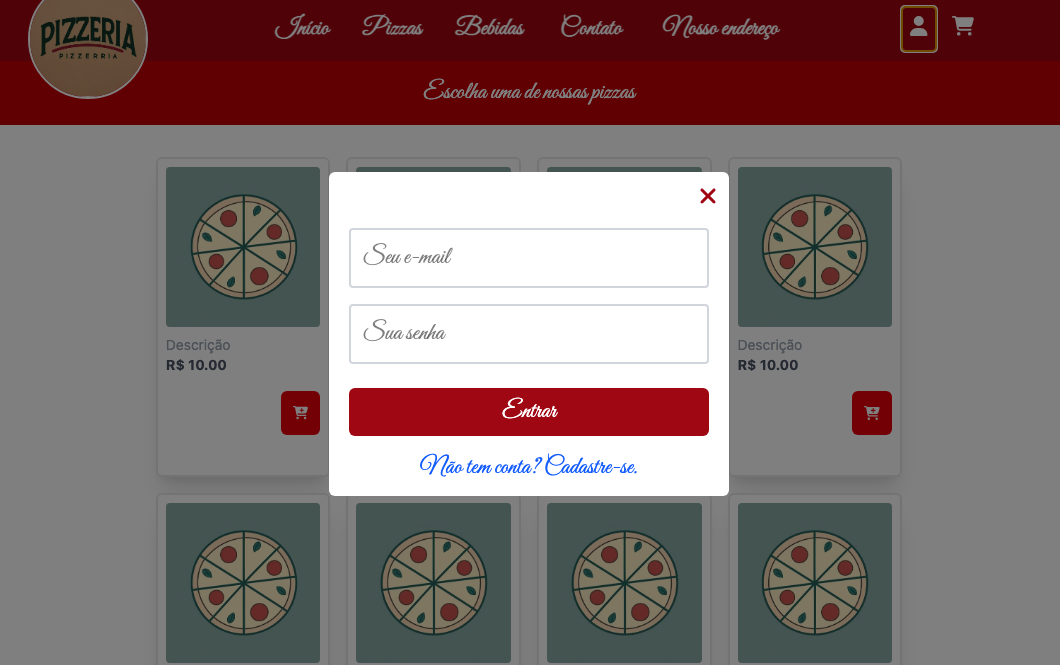 PIZZERIA
PIZZERRIA
Início Pizzas Bebidas Contato Nosso endereço
Escolha uma de nossas pizzas
Seu e-mail
Sua senha
Entrar
Não tem conta? Cadastre-se.
Descrição
R$ 10.00
Descrição
R$ 10.00